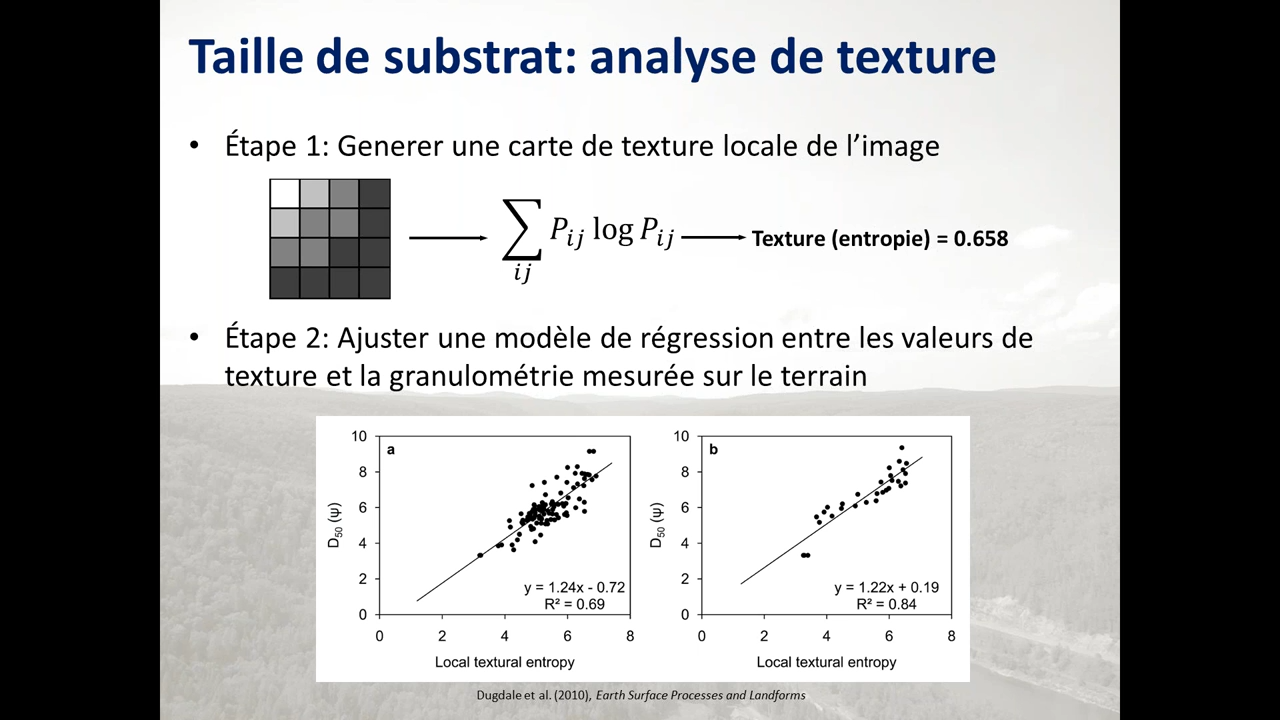 Taille de substrat: analyse de texture
• Étape 1: Generer une carte de texture locale de l’image
∑ij Pij log Pij
Texture (entropie) = 0.658
• Étape 2: Ajuster une modèle de régression entre les valeurs de
texture et la granulométrie mesurée sur le terrain
a
D50 (ψ)
10
8
6
4
2
0
y = 1.24x - 0.72
R² = 0.69
0 2 4 6 8
Local textural entropy
b
D50 (ψ)
10
8
6
4
2
0
y = 1.22x + 0.19
R² = 0.84
0 2 4 6 8
Local textural entropy
Dugdale et al. (2010), Earth Surface Processes and Landforms